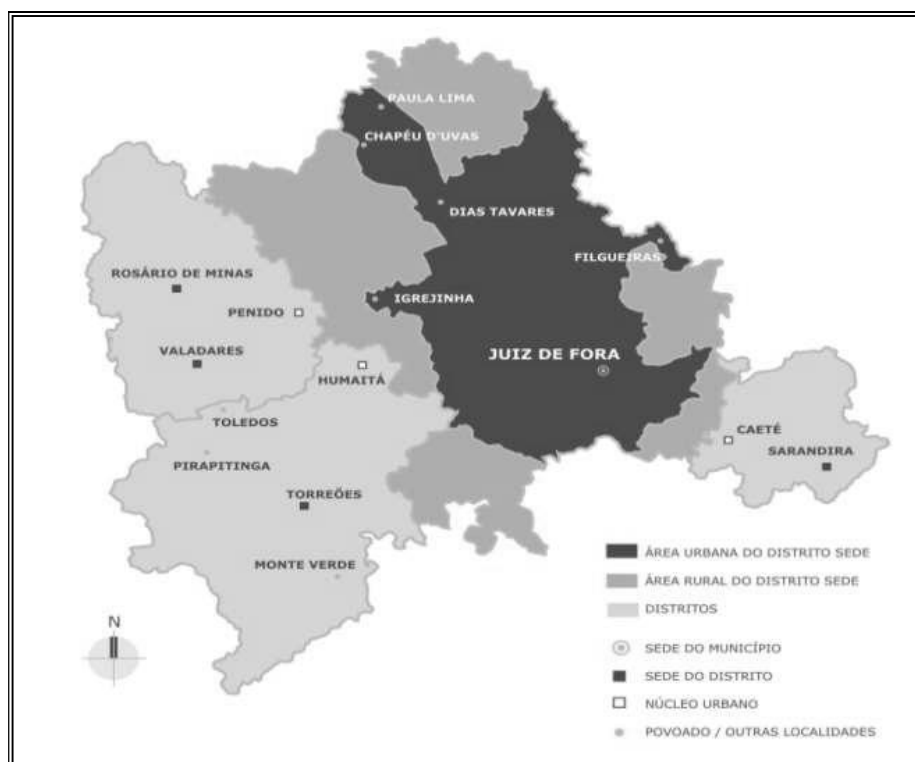 PAULA LIMA
CHAPÉU D'UVAS
DIAS TAVARES
FILGUEIRAS
ROSÁRIO DE MINAS
IGREJINHA
PENIDO
VALADARES
JUIZ DE FORA
HUMAITÁ
TOLEDOS
CAETÉ
PIRAPITINGA
SARANDIRA
TORREÕES
MONTE VERDE
ÁREA URBANA DO DISTRITO SEDE
ÁREA RURAL DO DISTRITO SEDE
DISTRITOS
N
SEDE DO MUNICÍPIO
SEDE DO DISTRITO
NÚCLEO URBANO
POVOADO / OUTRAS LOCALIDADES